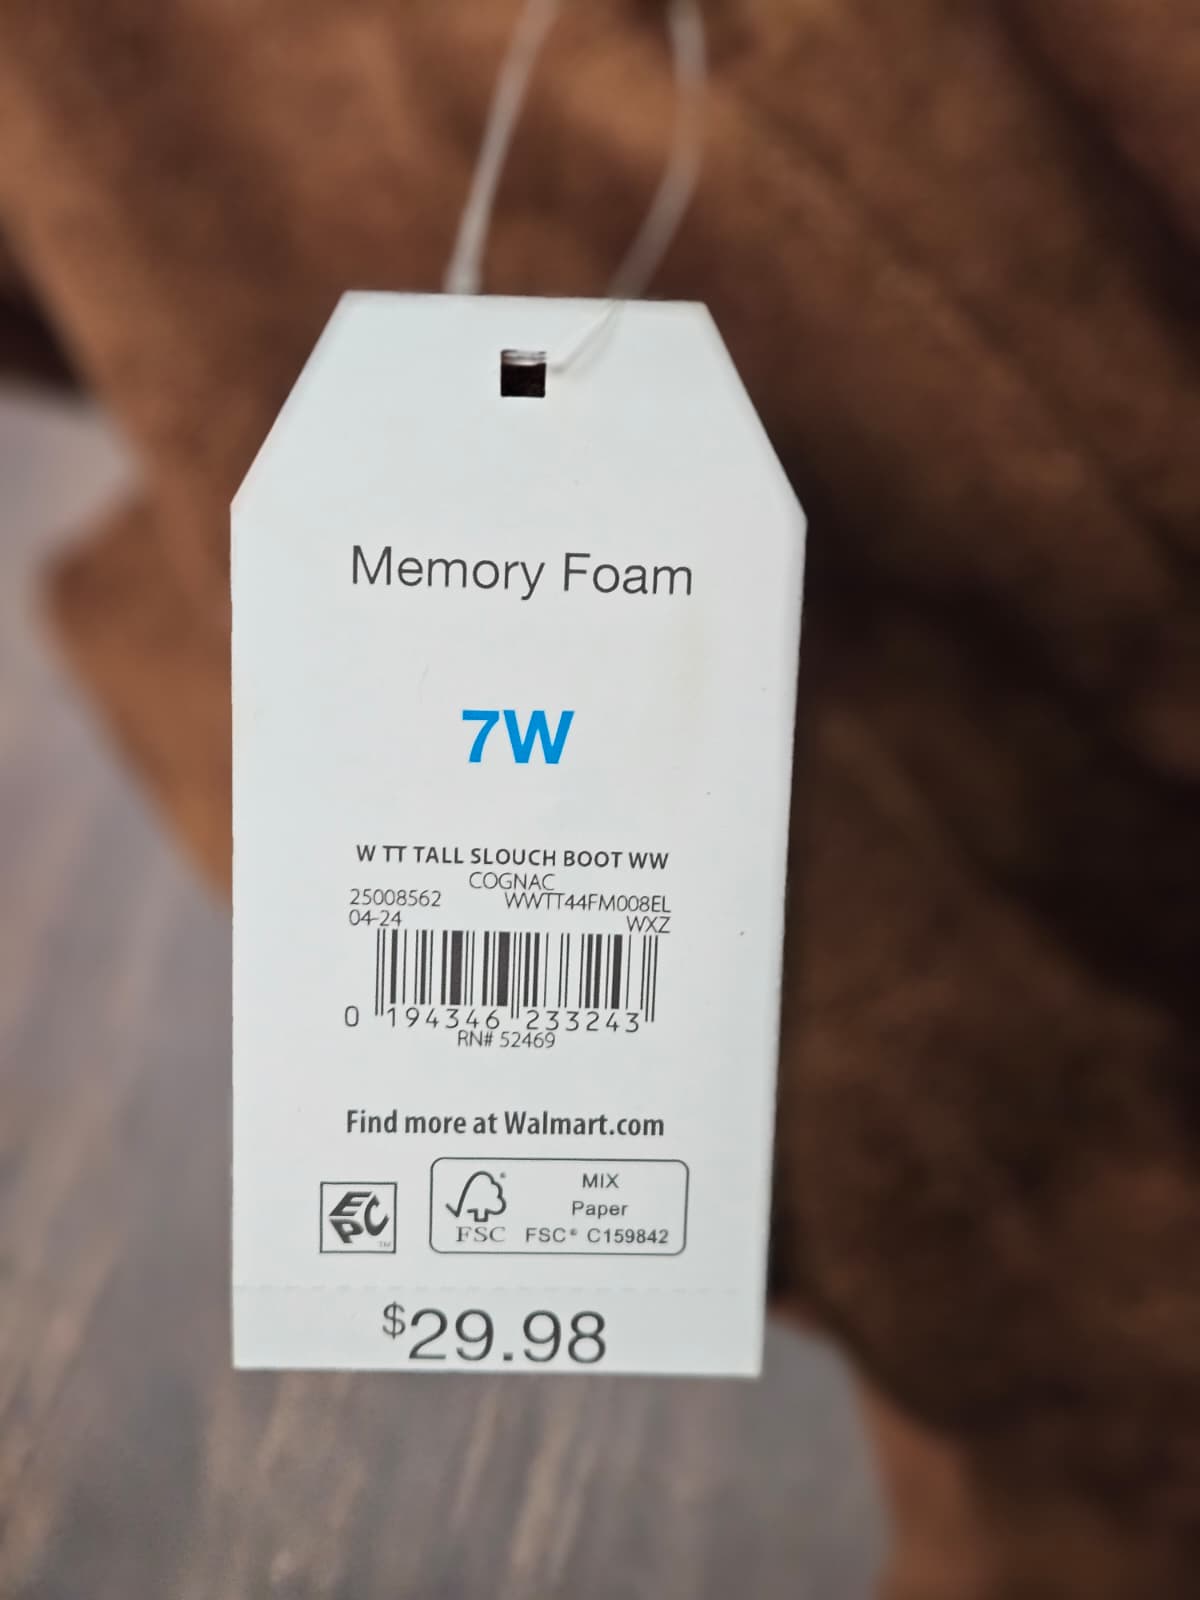 Memory Foam
7W
W TT TALL SLOUCH BOOT WW
COGNAC
25008562 WWTT44FM008EL
04-24 WXZ
0 194346 233243
RN# 52469
Find more at Walmart.com
EPC™
MIX
Paper
FSC FSC® C159842
$29.98